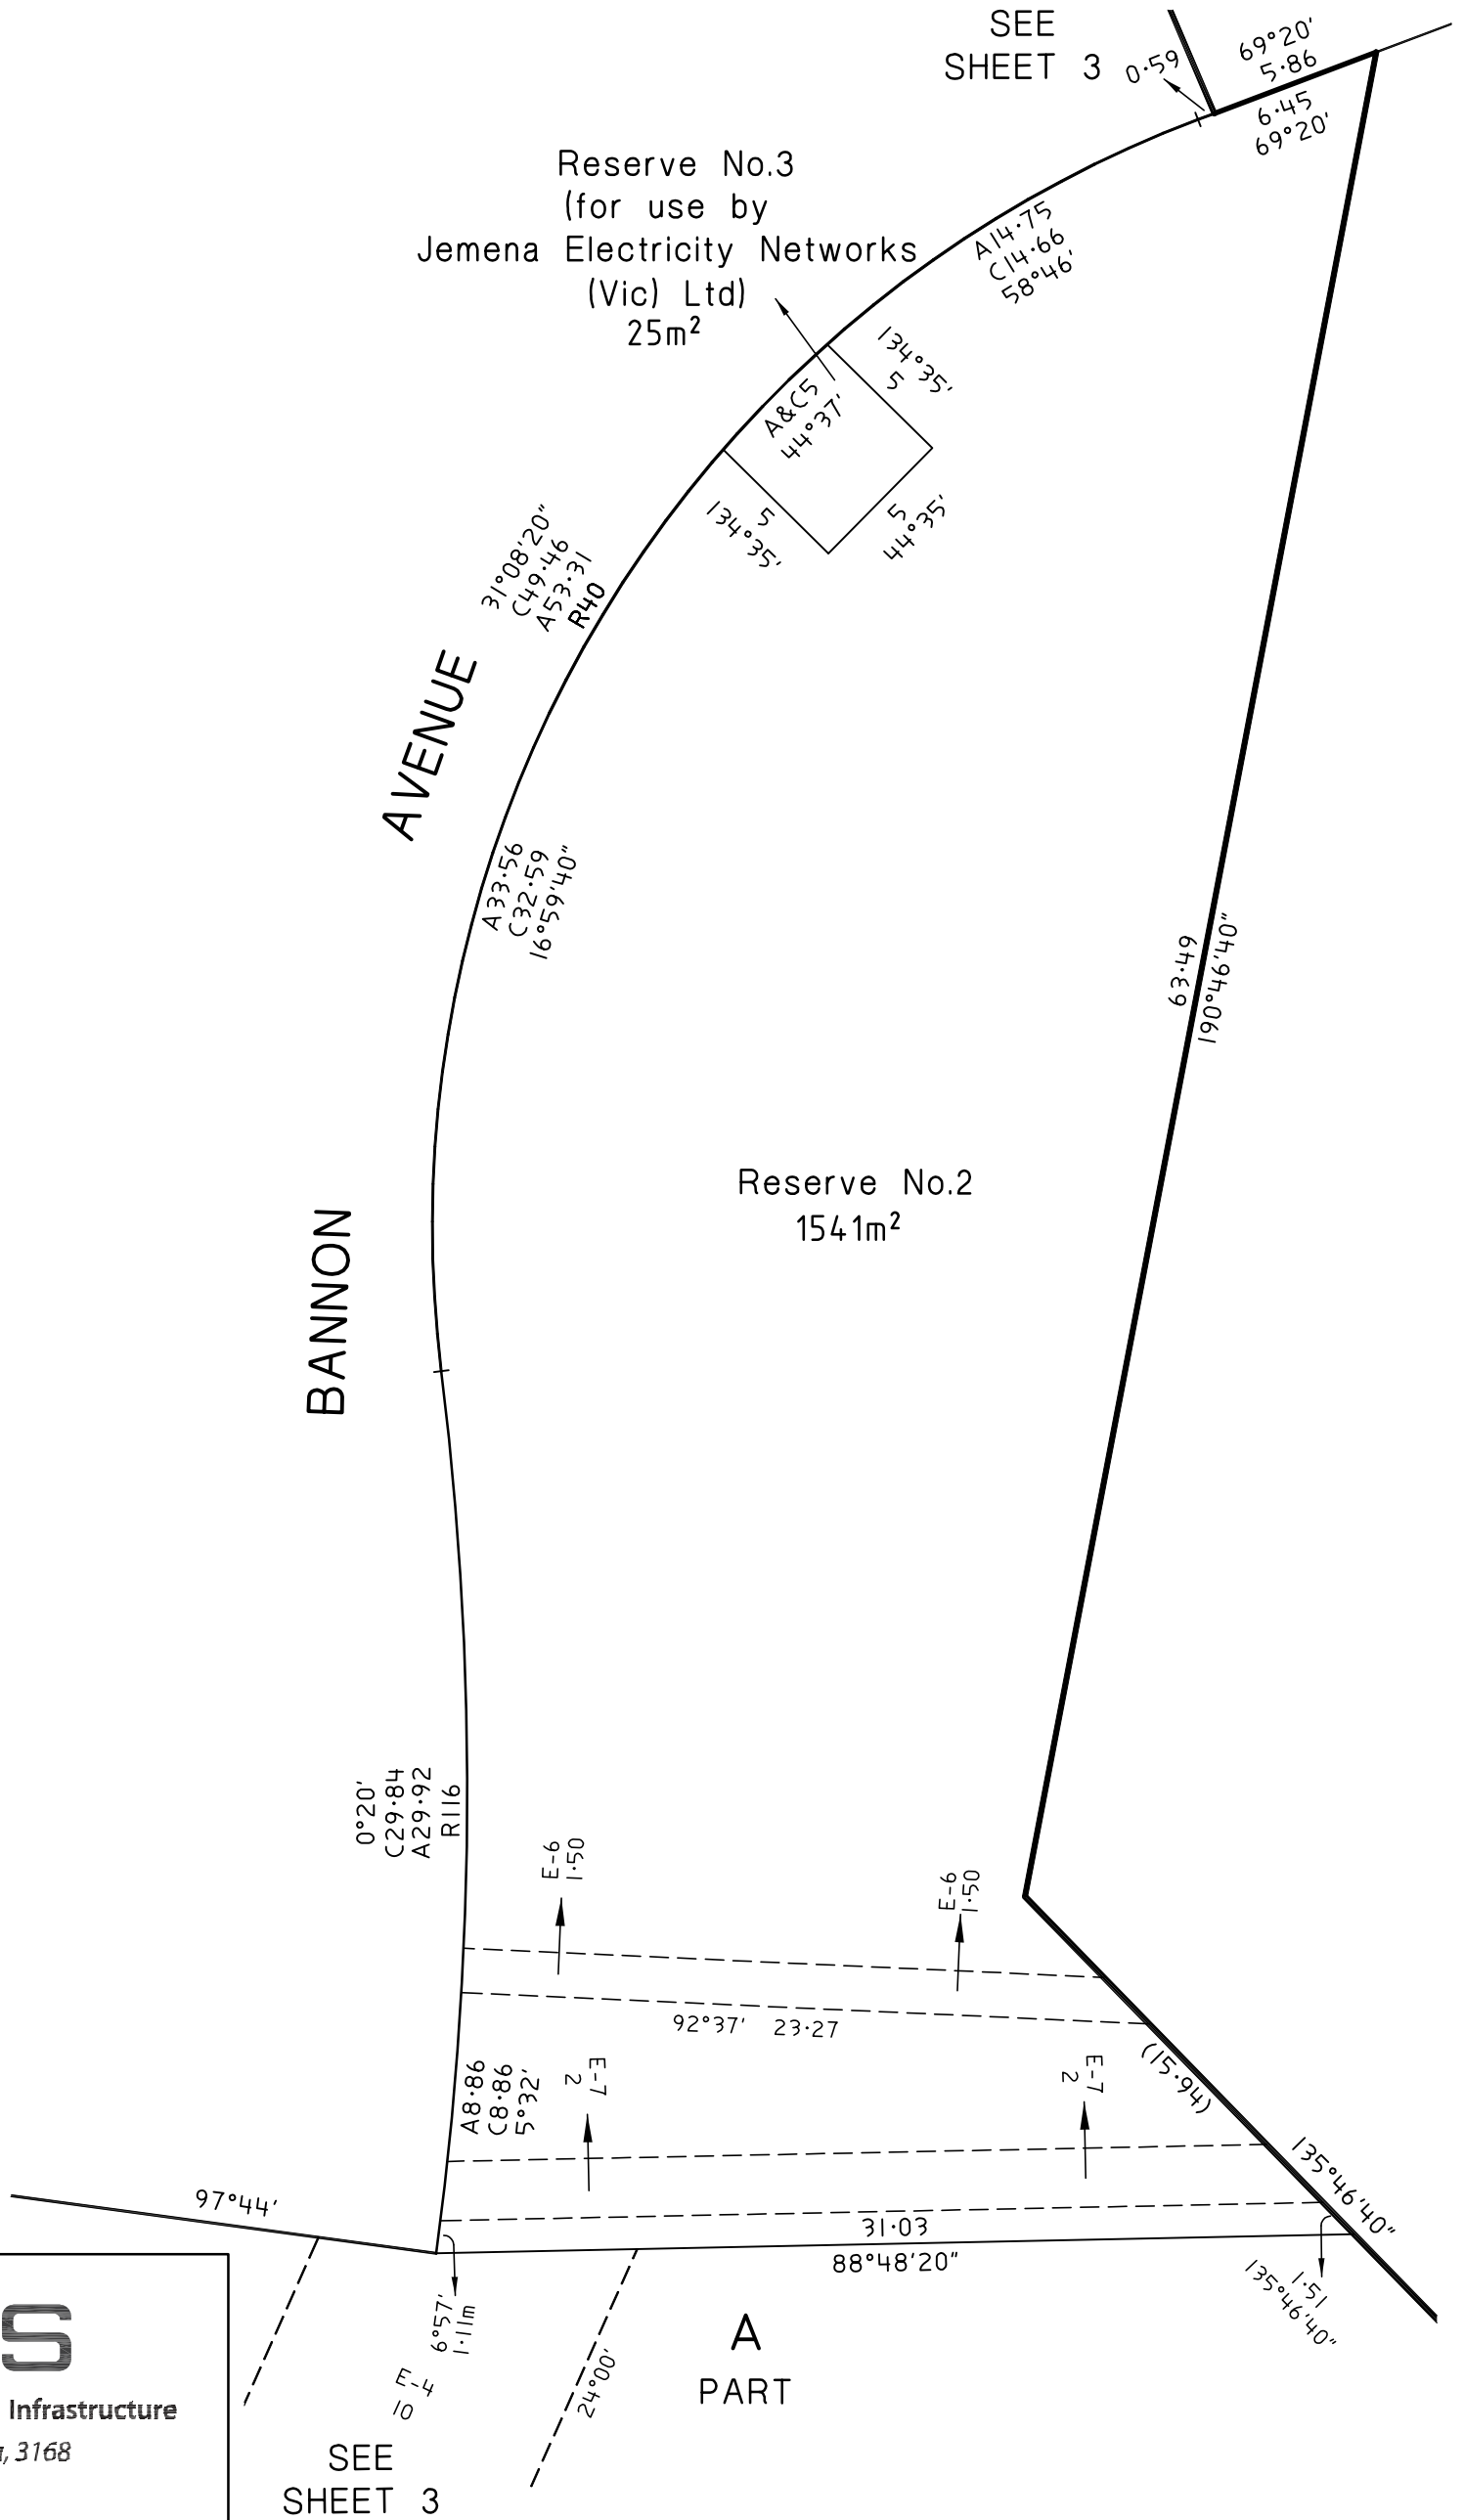 SEE
SHEET 3
0·59
69°20'
5·86
6·45
69°20'
Reserve No.3
(for use by
Jemena Electricity Networks
(Vic) Ltd)
25m²
A14·75
C14·66
58°46'
134°35'
5
A&C5
44°37'
5
134°35'
5
44°35'
31°08'20"
C49·46
A53·31
R40
AVENUE
A33·56
C32·59
16°59'40"
63·49
190°46'40"
Reserve No.2
1541m²
BANNON
0°20'
C29·84
A29·92
R116
E-6
1·50
E-6
1·50
92°37' 23·27
(15·94)
A8·86
C8·86
5°32'
E-7
2
E-7
2
135°46'40"
97°44'
31·03
88°48'20"
6°57'
1·11m
1·51
135°46'40"
E-4
10
24°00'
A
PART
S
Infrastructure
, 3168
SEE
SHEET 3